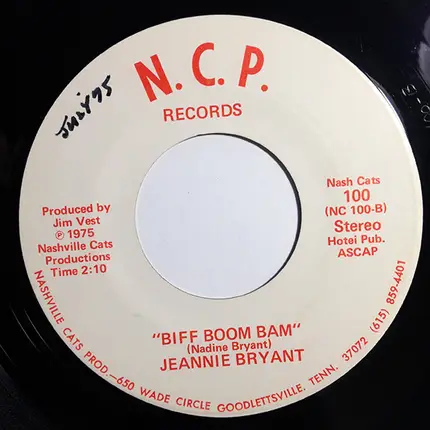 July 75
N. C. P.
RECORDS
Produced by
Jim Vest
℗ 1975
Nashville Cats
Productions
Time 2:10
Nash Cats
100
(NC 100-B)
Stereo
Hotei Pub.
ASCAP
"BIFF BOOM BAM"
(Nadine Bryant)
JEANNIE BRYANT
NASHVILLE CATS PROD.—650 WADE CIRCLE GOODLETTSVILLE, TENN. 37072 (615) 859-4401